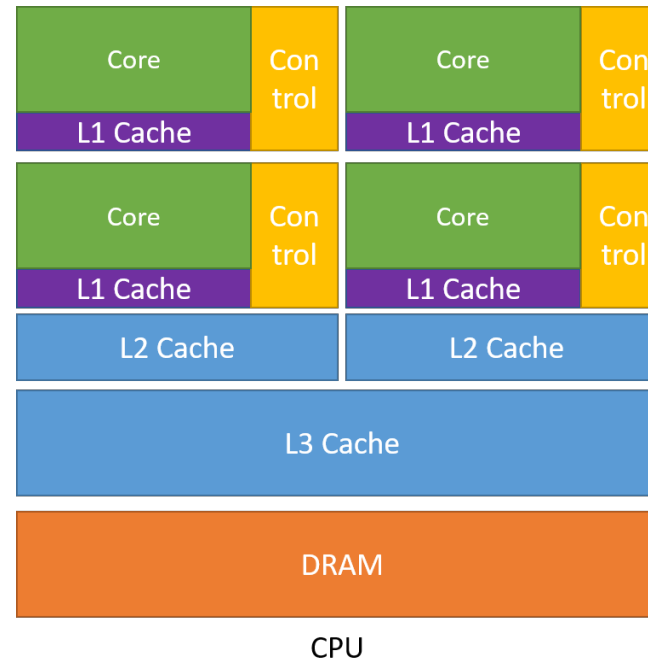 Core
Con
trol
Core
Con
trol
L1 Cache
L1 Cache
Core
Con
trol
Core
Con
trol
L1 Cache
L1 Cache
L2 Cache
L2 Cache
L3 Cache
DRAM
CPU